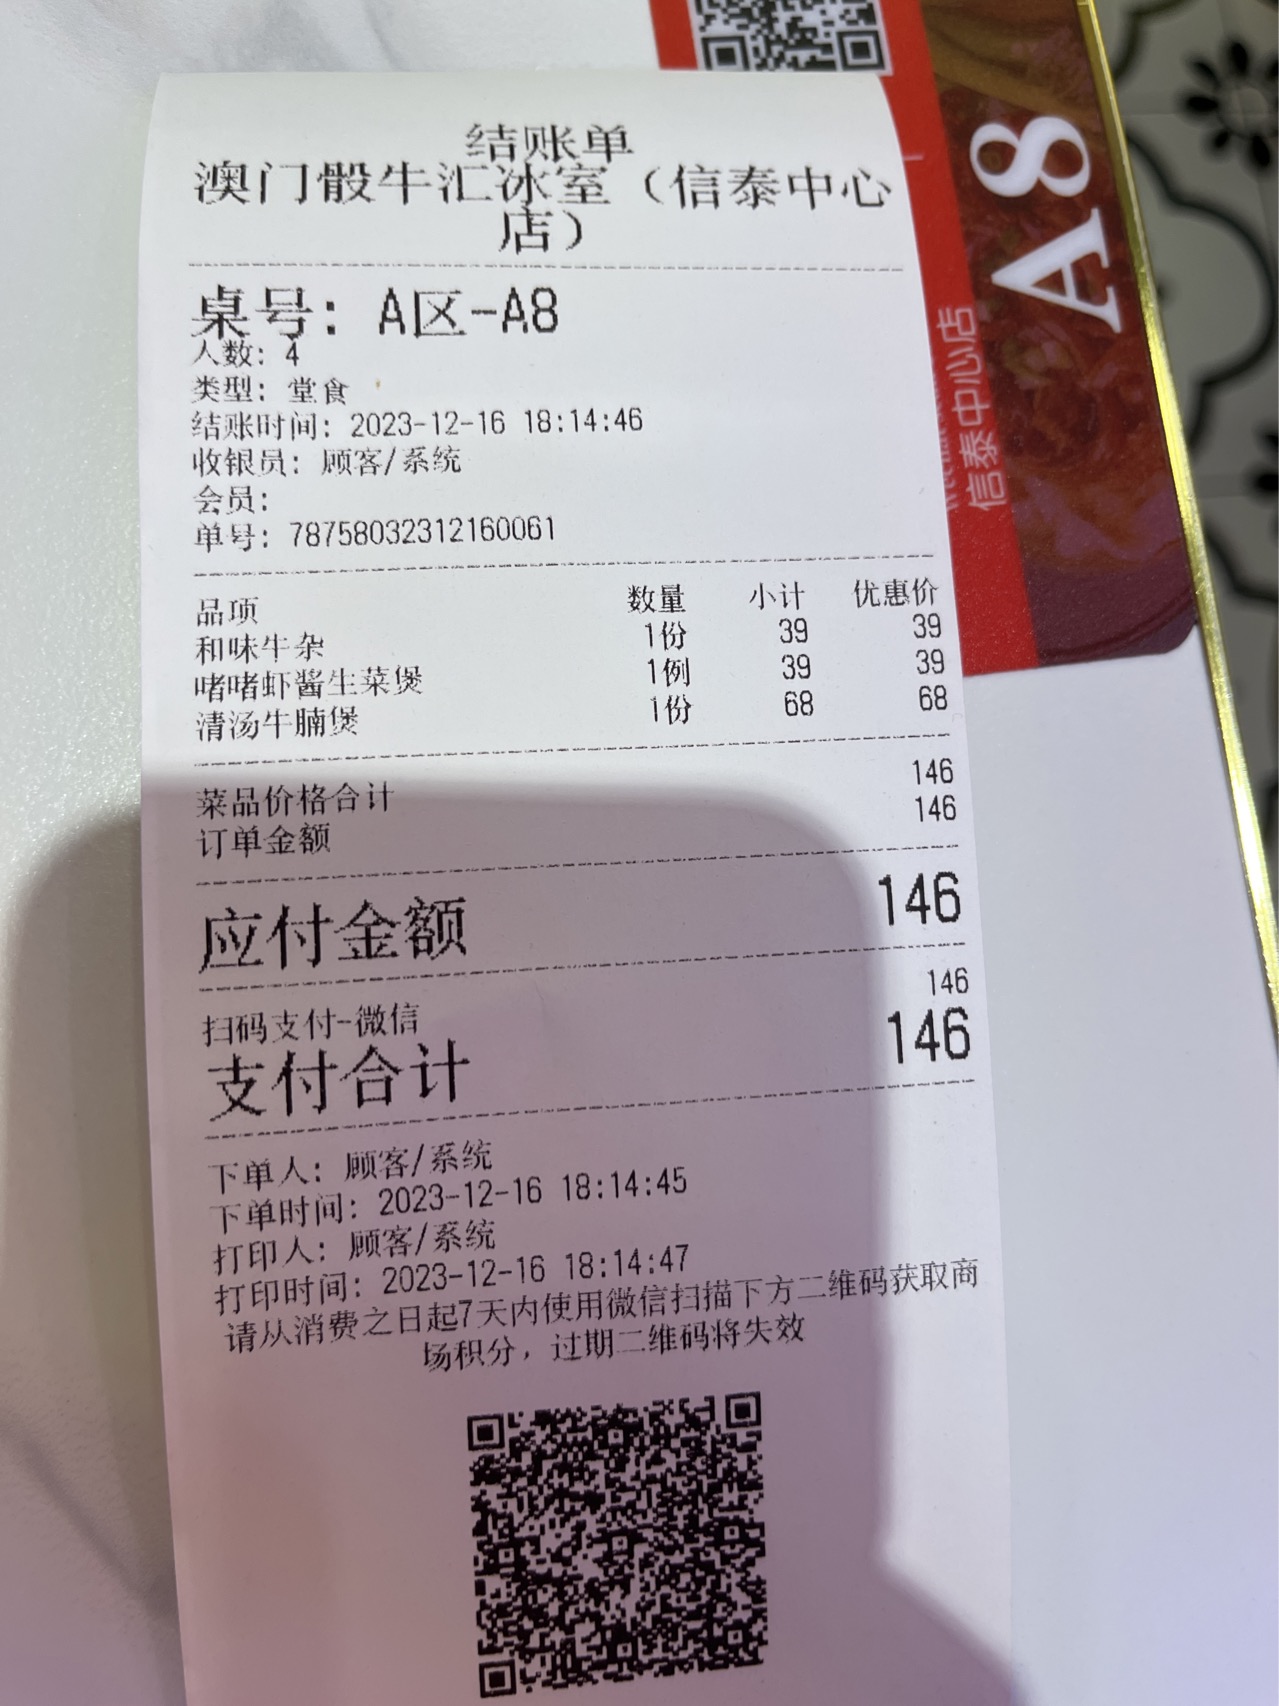 结账单
澳门骰牛汇冰室（信泰中心
店）
桌号：A区-A8
人数：4
类型：堂食
结账时间：2023-12-16 18:14:46
收银员：顾客/系统
会员：
单号：78758032312160061
品项 数量 小计 优惠价
和味牛杂 1份 39 39
啫啫虾酱生菜煲 1例 39 39
清汤牛腩煲 1份 68 68
菜品价格合计 146
订单金额 146
应付金额 146
扫码支付-微信 146
支付合计 146
下单人：顾客/系统
下单时间：2023-12-16 18:14:45
打印人：顾客/系统
打印时间：2023-12-16 18:14:47
请从消费之日起7天内使用微信扫描下方二维码获取商
场积分，过期二维码将失效
A8
信泰中心店